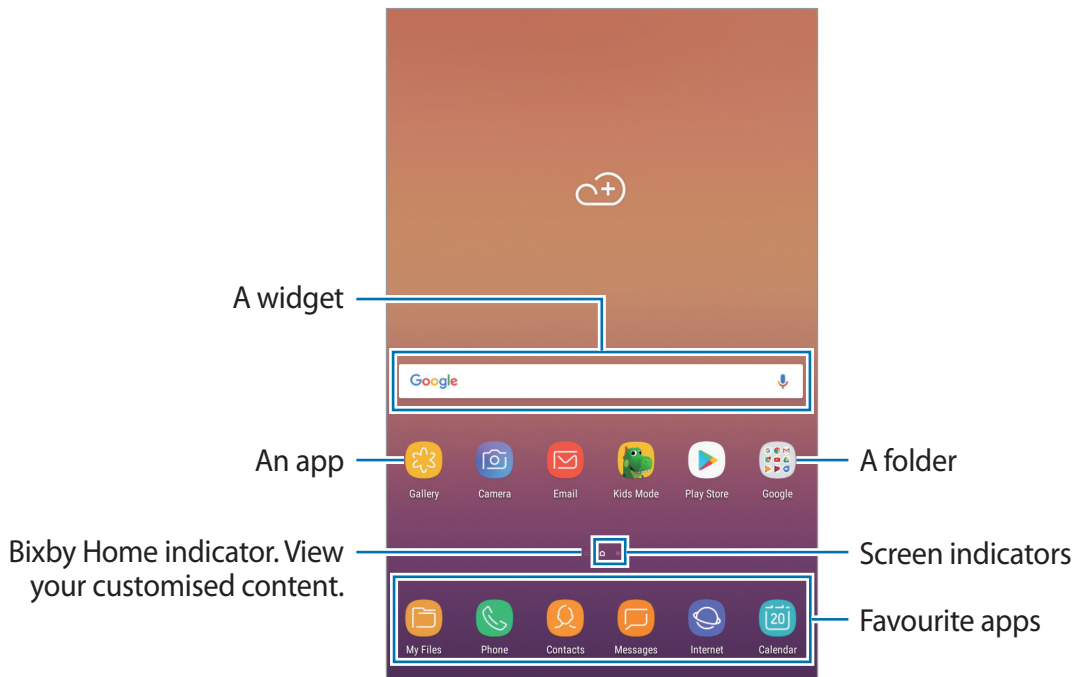 A widget
Google
An app
A folder
Gallery
Camera
Email
Kids Mode
Play Store
Google
Bixby Home indicator. View
your customised content.
Screen indicators
Favourite apps
20
My Files
Phone
Contacts
Messages
Internet
Calendar